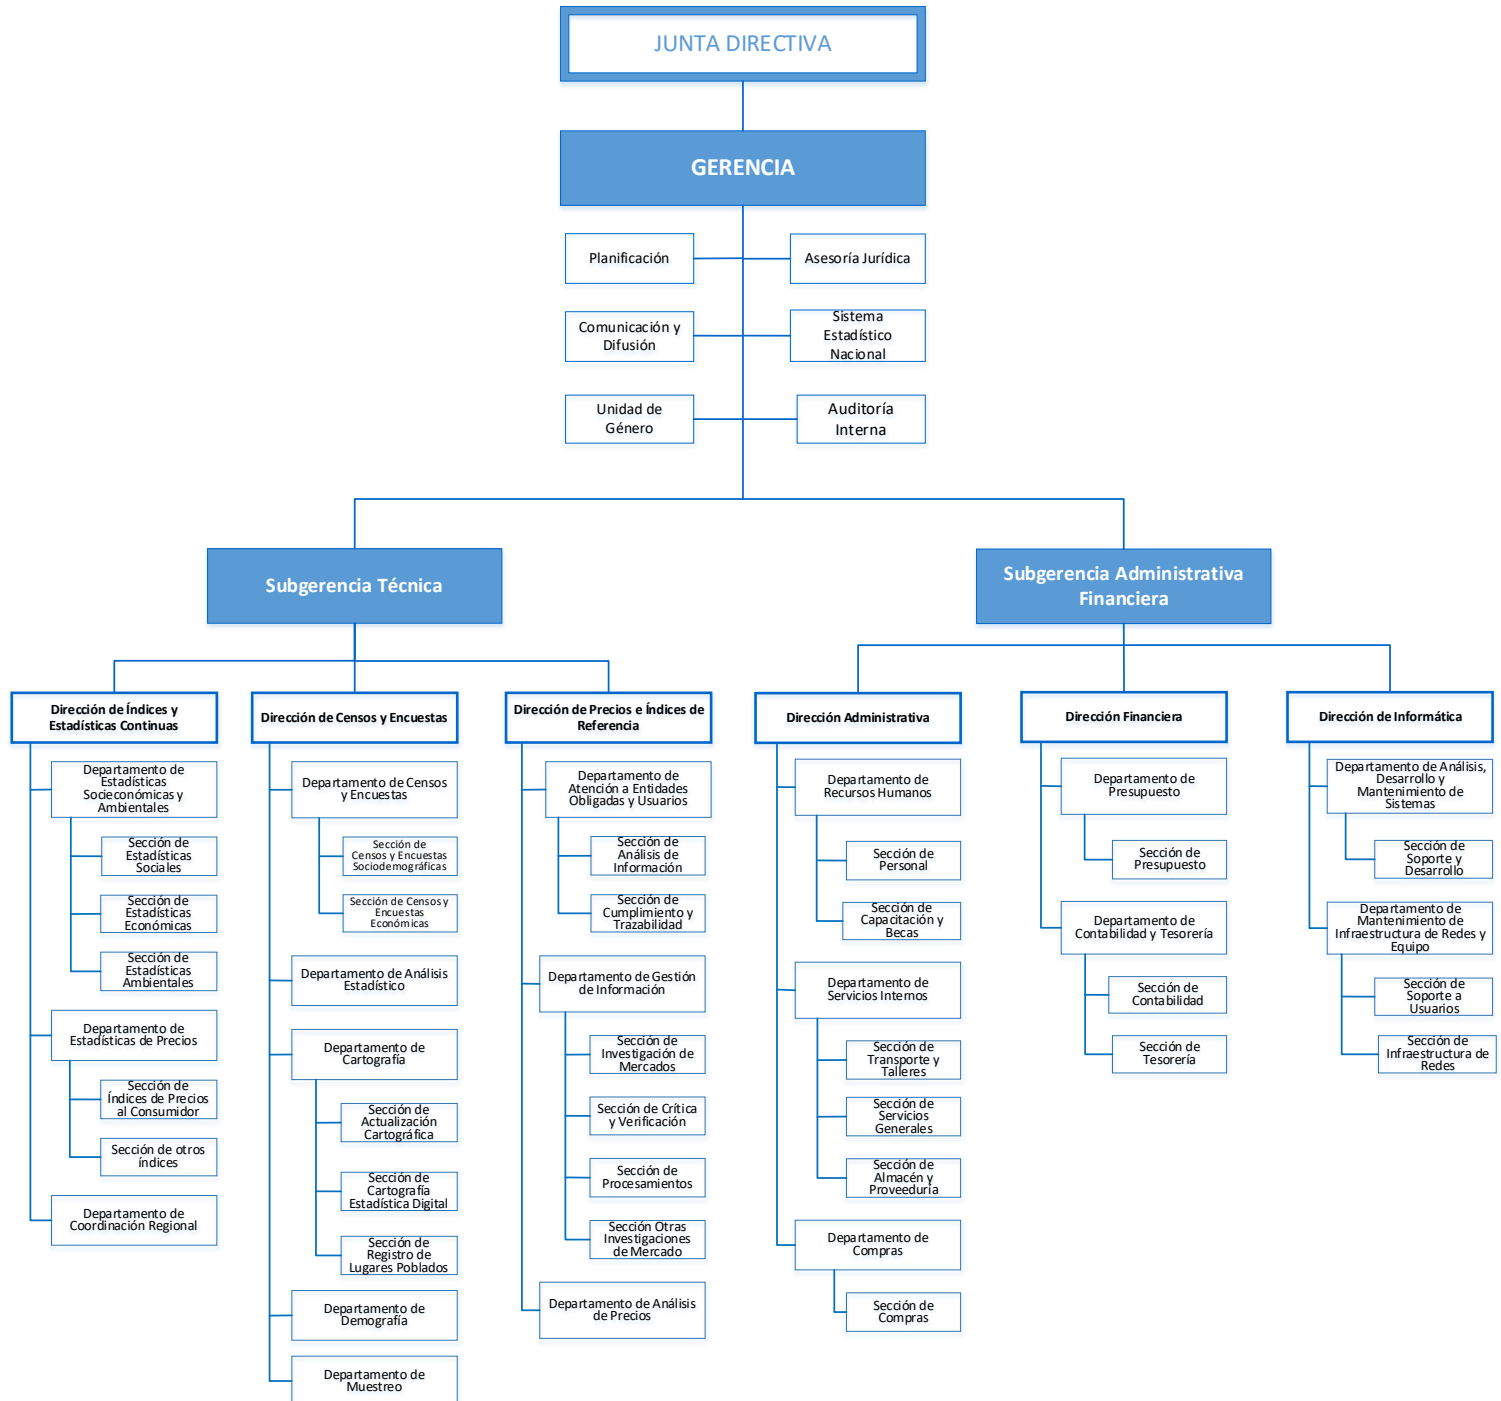 JUNTA DIRECTIVA
GERENCIA
Planificación
Asesoría Jurídica
Comunicación y
Difusión
Sistema
Estadístico
Nacional
Unidad de
Género
Auditoría
Interna
Subgerencia Técnica
Subgerencia Administrativa
Financiera
Dirección de Índices y
Estadísticas Continuas
Departamento de
Estadísticas
Socieconómicas y
Ambientales
Sección de
Estadísticas
Sociales
Sección de
Estadísticas
Económicas
Sección de
Estadísticas
Ambientales
Departamento de
Estadísticas de Precios
Sección de
Índices de Precios
al Consumidor
Sección de otros
índices
Departamento de
Coordinación Regional
Dirección de Censos y Encuestas
Departamento de Censos
y Encuestas
Sección de
Censos y Encuestas
Sociodemográficas
Sección de Censos y
Encuestas
Económicas
Departamento de Análisis
Estadístico
Departamento de
Cartografía
Sección de
Actualización
Cartográfica
Sección de
Cartografía
Estadística Digital
Sección de
Registro de
Lugares Poblados
Departamento de
Demografía
Departamento de
Muestreo
Dirección de Precios e Índices de
Referencia
Departamento de
Atención a Entidades
Obligadas y Usuarios
Sección de
Análisis de
Información
Sección de
Cumplimiento y
Trazabilidad
Departamento de Gestión
de Información
Sección de
Investigación de
Mercados
Sección de Crítica
y Verificación
Sección de
Procesamientos
Sección Otras
Investigaciones
de Mercado
Departamento de Análisis
de Precios
Dirección Administrativa
Departamento de
Recursos Humanos
Sección de
Personal
Sección de
Capacitación y
Becas
Departamento de
Servicios Internos
Sección de
Transporte y
Talleres
Sección de
Servicios
Generales
Sección de
Almacén y
Proveeduría
Departamento de
Compras
Sección de
Compras
Dirección Financiera
Departamento de
Presupuesto
Sección de
Presupuesto
Departamento de
Contabilidad y Tesorería
Sección de
Contabilidad
Sección de
Tesorería
Dirección de Informática
Departamento de Análisis,
Desarrollo y
Mantenimiento de
Sistemas
Sección de
Soporte y
Desarrollo
Departamento de
Mantenimiento de
Infraestructura de Redes y
Equipo
Sección de
Soporte a
Usuarios
Sección de
Infraestructura de
Redes